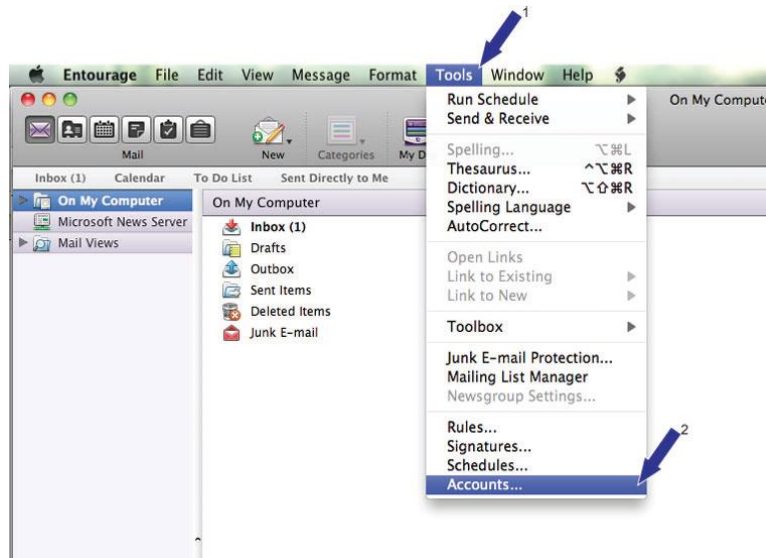 1
Entourage File Edit View Message Format Tools Window Help
On My Compute
Mail New Categories My D
Inbox (1) Calendar To Do List Sent Directly to Me
On My Computer
Microsoft News Server
Mail Views
On My Computer
Inbox (1)
Drafts
Outbox
Sent Items
Deleted Items
Junk E-mail
Run Schedule
Send & Receive
Spelling... ⌥⌘L
Thesaurus... ^⌥⌘R
Dictionary... ⌥⇧⌘R
Spelling Language
AutoCorrect...
Open Links
Link to Existing
Link to New
Toolbox
Junk E-mail Protection...
Mailing List Manager
Newsgroup Settings...
Rules...
Signatures...
Schedules...
Accounts...
2